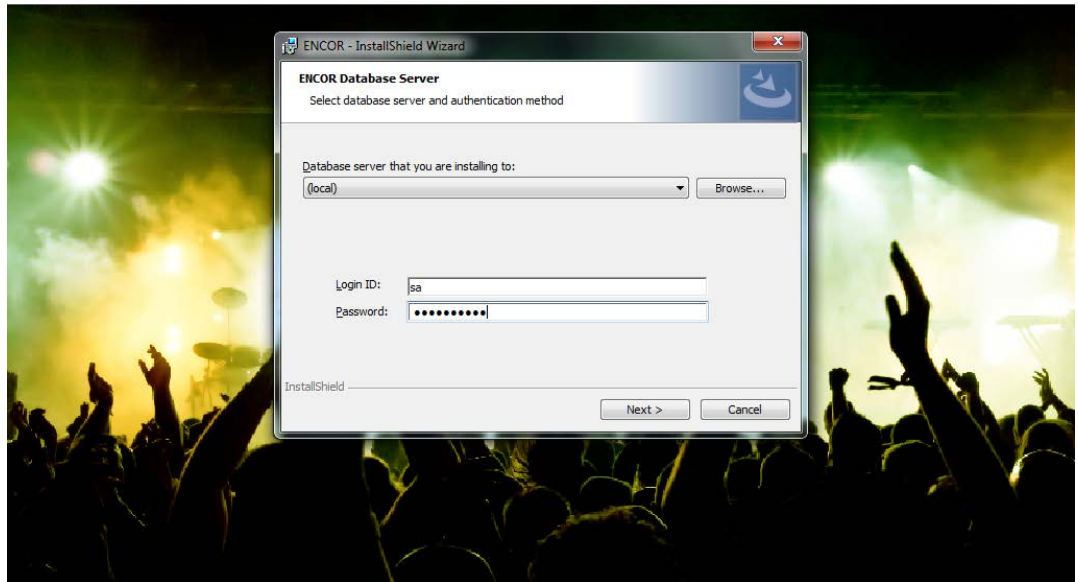 ENCOR - InstallShield Wizard
ENCOR Database Server
Select database server and authentication method
Database server that you are installing to:
(local)
Browse...
Login ID:
sa
Password:
••••••••••
InstallShield
Next >
Cancel